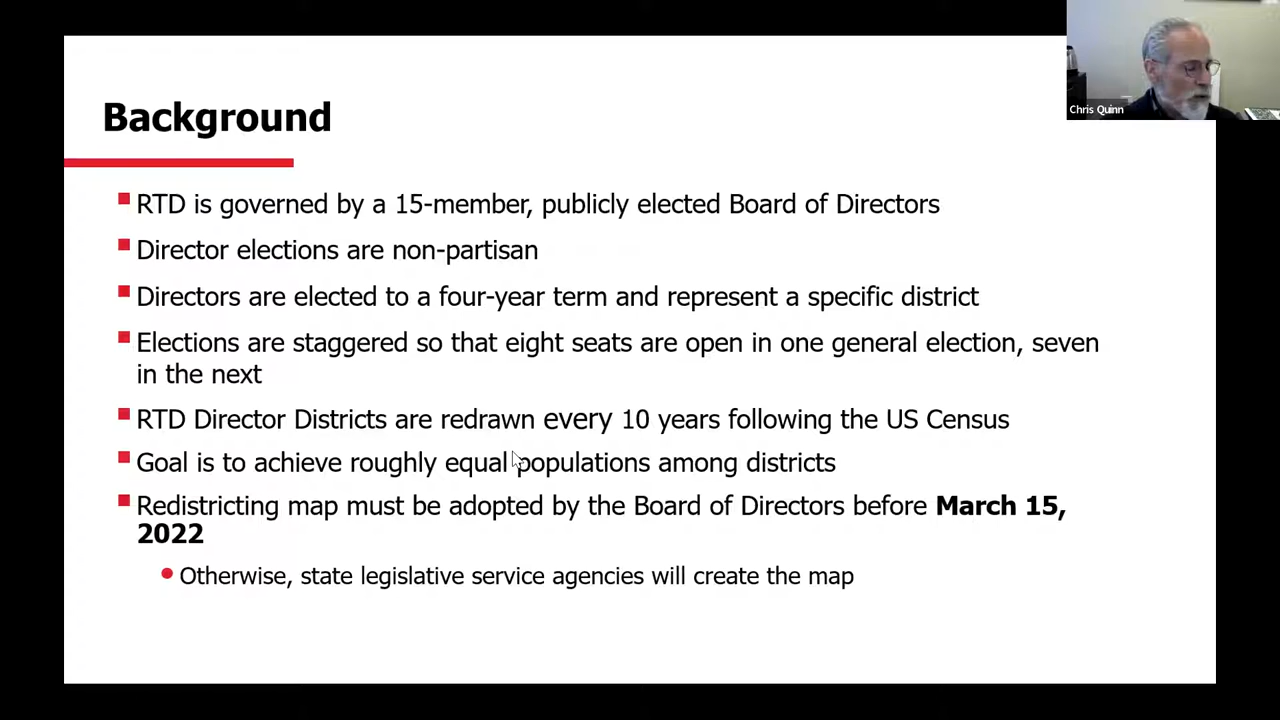 Chris Quinn
Background
RTD is governed by a 15-member, publicly elected Board of Directors
Director elections are non-partisan
Directors are elected to a four-year term and represent a specific district
Elections are staggered so that eight seats are open in one general election, seven
in the next
RTD Director Districts are redrawn every 10 years following the US Census
Goal is to achieve roughly equal populations among districts
Redistricting map must be adopted by the Board of Directors before March 15,
2022
Otherwise, state legislative service agencies will create the map